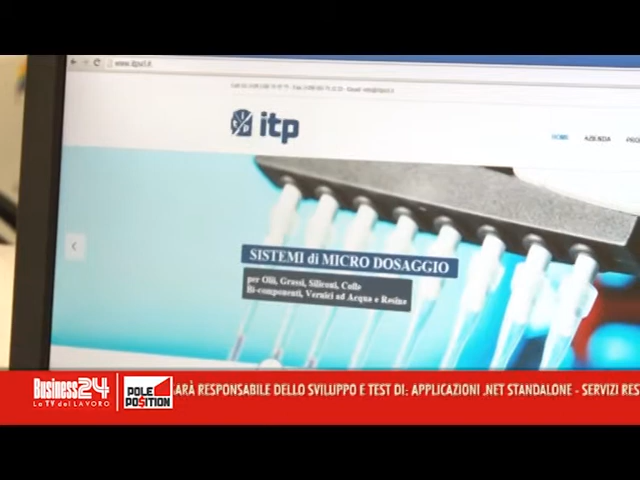 www.itpsrl.it
itp
HOME AZIENDA
SISTEMI di MICRO DOSAGGIO
per Olii, Grassi, Siliconi, Colle
Bi-componenti, Vernici ad Acqua e Resine
Business24
La TV del LAVORO
POLE
POSITION
ARÀ RESPONSABILE DELLO SVILUPPO E TEST DI: APPLICAZIONI .NET STANDALONE - SERVIZI RES